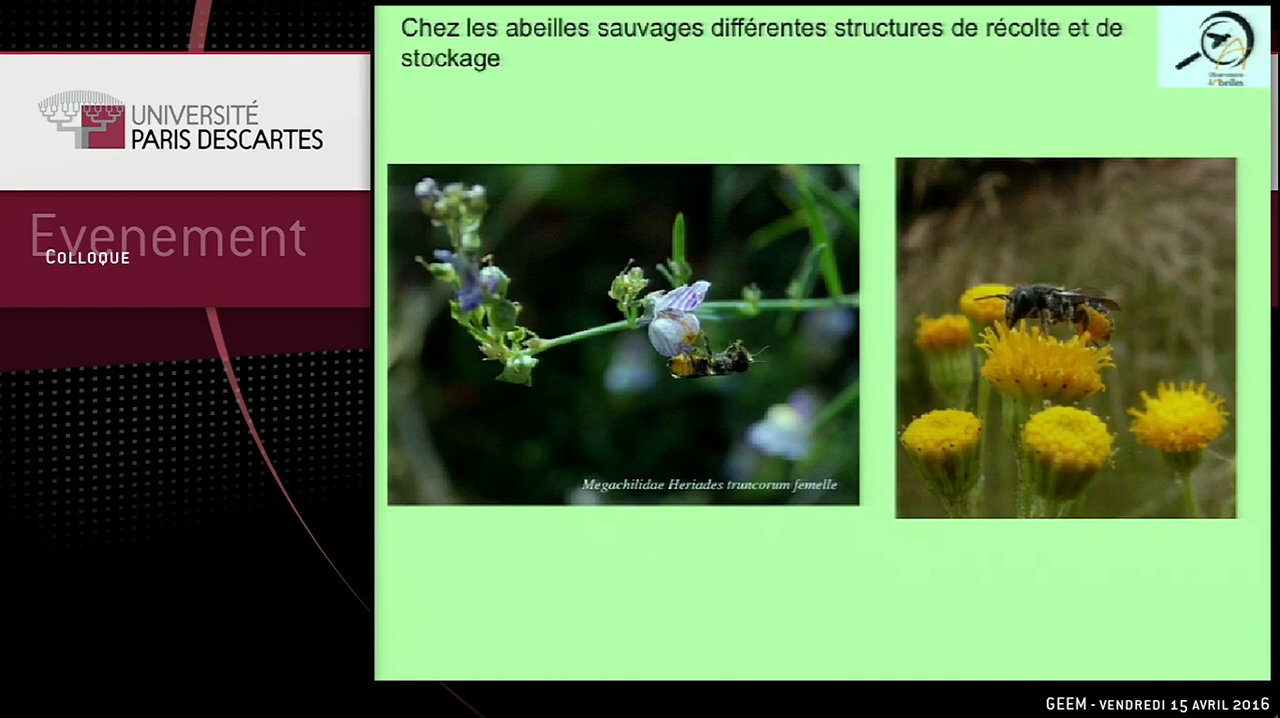 Chez les abeilles sauvages différentes structures de récolte et de
stockage
UNIVERSITÉ
PARIS DESCARTES
Evenement
COLLOQUE
Megachilidae Heriades truncorum femelle
GEEM - VENDREDI 15 AVRIL 2016